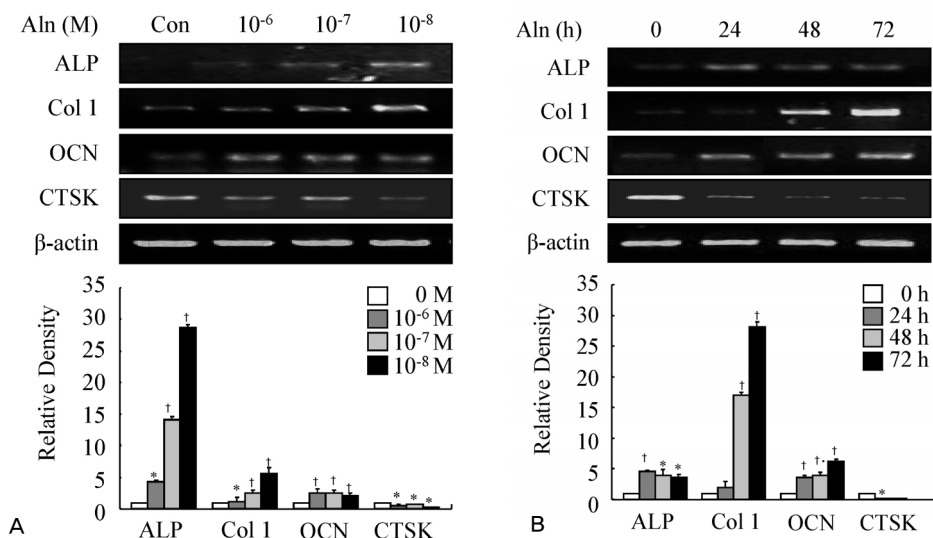 Aln (M) Con 10⁻⁶ 10⁻⁷ 10⁻⁸
ALP
Col 1
OCN
CTSK
β-actin
35
30
25
20
15
10
5
0
Relative Density
0 M
10⁻⁶ M
10⁻⁷ M
10⁻⁸ M
* † †
* † †
† † †
* * *
ALP Col 1 OCN CTSK
A
Aln (h) 0 24 48 72
ALP
Col 1
OCN
CTSK
β-actin
35
30
25
20
15
10
5
0
Relative Density
0 h
24 h
48 h
72 h
† * *
† †
† †· †
*
ALP Col 1 OCN CTSK
B